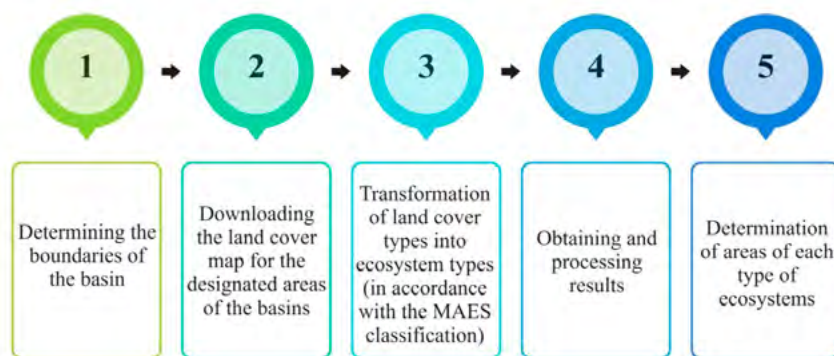 1
2
3
4
5
Determining the
boundaries of
the basin
Downloading
the land cover
map for the
designated areas
of the basins
Transformation
of land cover
types into
ecosystem types
(in accordance
with the MAES
classification)
Obtaining and
processing
results
Determination
of areas of each
type of
ecosystems